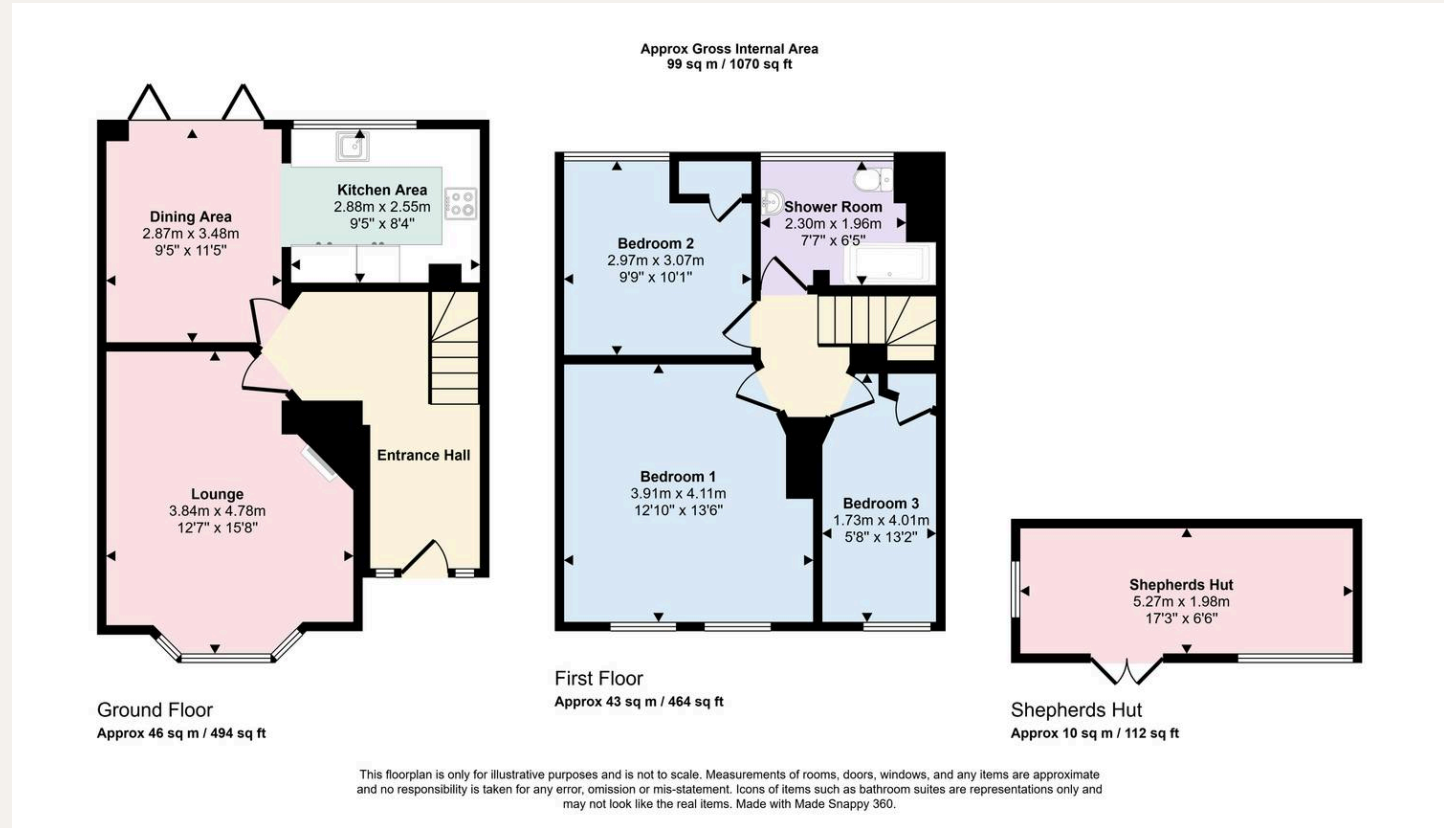 Approx Gross Internal Area
99 sq m / 1070 sq ft
Dining Area
2.87m x 3.48m
9'5" x 11'5"
Kitchen Area
2.88m x 2.55m
9'5" x 8'4"
Entrance Hall
Lounge
3.84m x 4.78m
12'7" x 15'8"
Ground Floor
Approx 46 sq m / 494 sq ft
Bedroom 2
2.97m x 3.07m
9'9" x 10'1"
Shower Room
2.30m x 1.96m
7'7" x 6'5"
Bedroom 1
3.91m x 4.11m
12'10" x 13'6"
Bedroom 3
1.73m x 4.01m
5'8" x 13'2"
First Floor
Approx 43 sq m / 464 sq ft
Shepherds Hut
5.27m x 1.98m
17'3" x 6'6"
Shepherds Hut
Approx 10 sq m / 112 sq ft
This floorplan is only for illustrative purposes and is not to scale. Measurements of rooms, doors, windows, and any items are approximate
and no responsibility is taken for any error, omission or mis-statement. Icons of items such as bathroom suites are representations only and
may not look like the real items. Made with Made Snappy 360.